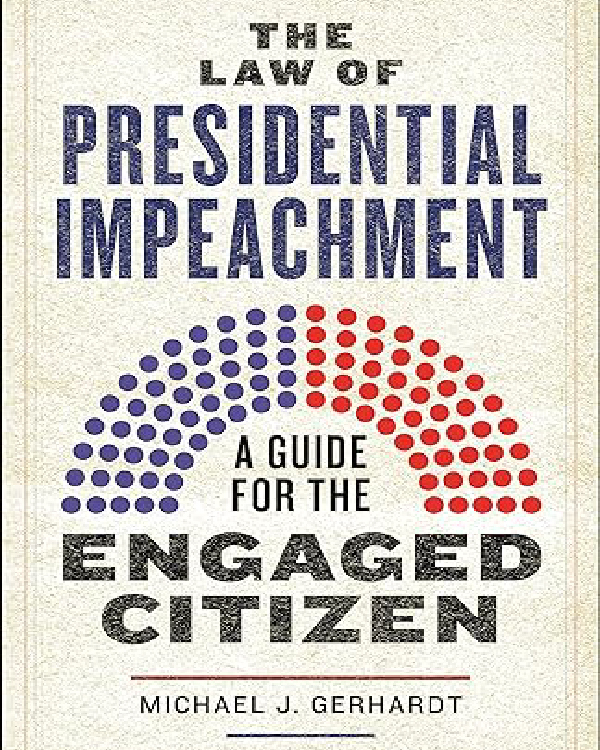 THE
LAW OF
PRESIDENTIAL
IMPEACHMENT
A GUIDE
FOR THE
ENGAGED
CITIZEN
MICHAEL J. GERHARDT